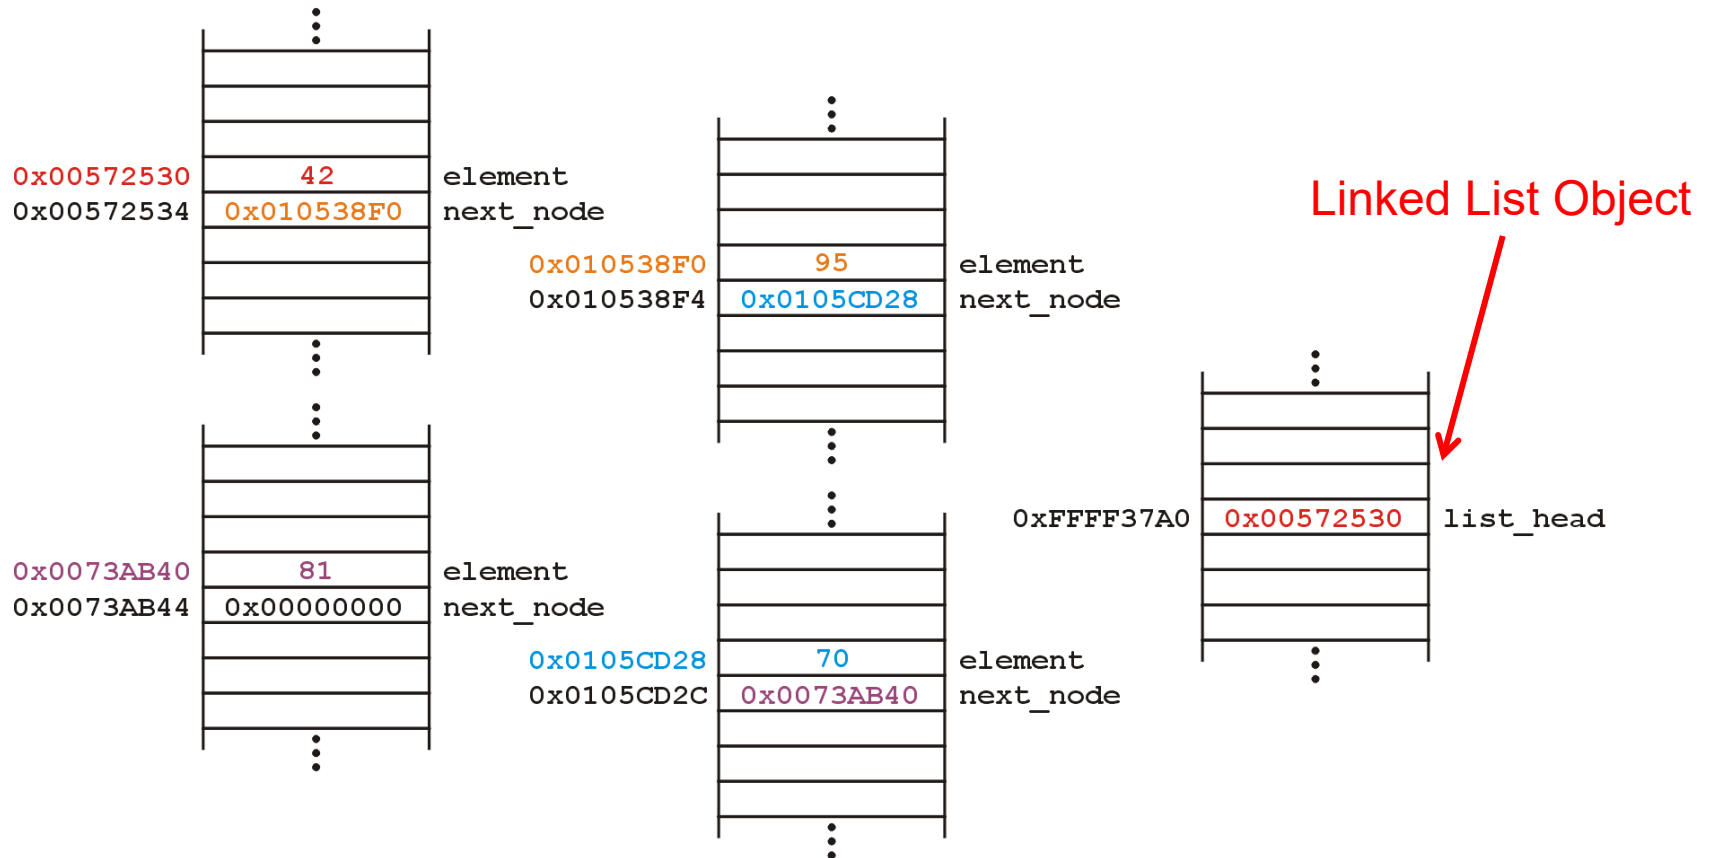 0x00572530 42 element
0x00572534 0x010538F0 next_node
0x010538F0 95 element
0x010538F4 0x0105CD28 next_node
Linked List Object
0xFFFF37A0 0x00572530 list_head
0x0073AB40 81 element
0x0073AB44 0x00000000 next_node
0x0105CD28 70 element
0x0105CD2C 0x0073AB40 next_node